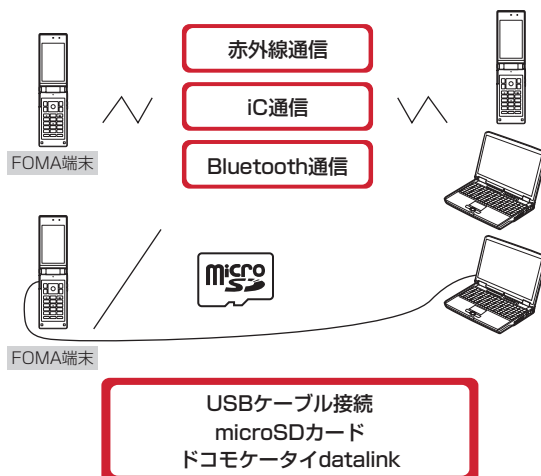 赤外線通信
iC通信
Bluetooth通信
FOMA端末
micro
SD
FOMA端末
USBケーブル接続
microSDカード
ドコモケータイdatalink